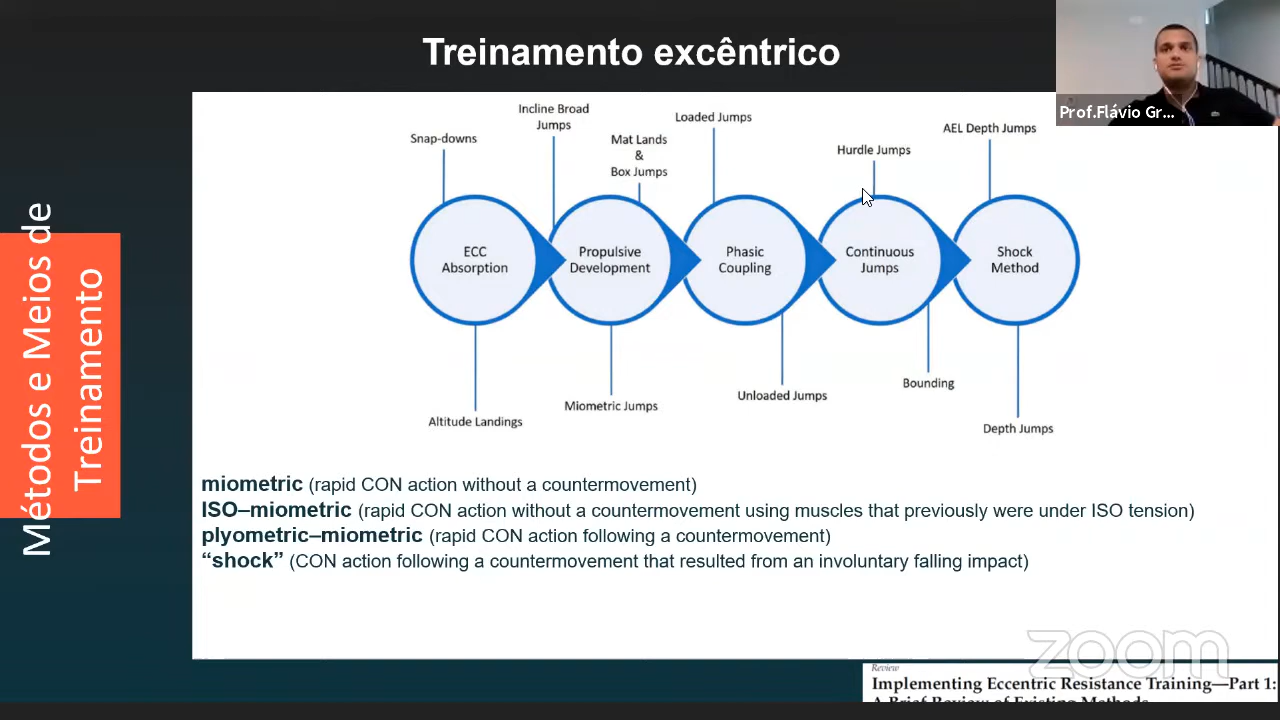 Treinamento excêntrico
Prof.Flávio Gr...
Métodos e Meios de
Treinamento
Snap-downs
Incline Broad
Jumps
Mat Lands
&
Box Jumps
Loaded Jumps
Hurdle Jumps
AEL Depth Jumps
ECC
Absorption
Propulsive
Development
Phasic
Coupling
Continuous
Jumps
Shock
Method
Altitude Landings
Miometric Jumps
Unloaded Jumps
Bounding
Depth Jumps
miometric (rapid CON action without a countermovement)
ISO–miometric (rapid CON action without a countermovement using muscles that previously were under ISO tension)
plyometric–miometric (rapid CON action following a countermovement)
“shock” (CON action following a countermovement that resulted from an involuntary falling impact)
zoom
Review
Implementing Eccentric Resistance Training—Part 1:
A Brief Review of Existing Methods